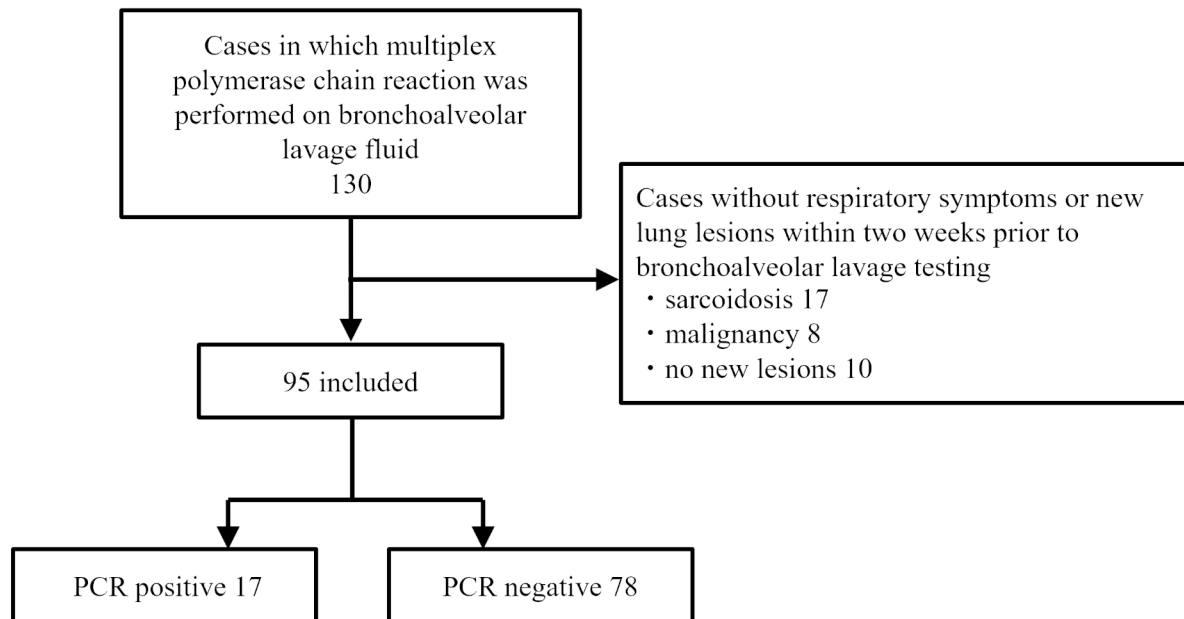 Cases in which multiplex
polymerase chain reaction was
performed on bronchoalveolar
lavage fluid
130
Cases without respiratory symptoms or new
lung lesions within two weeks prior to
bronchoalveolar lavage testing
・sarcoidosis 17
・malignancy 8
・no new lesions 10
95 included
PCR positive 17
PCR negative 78